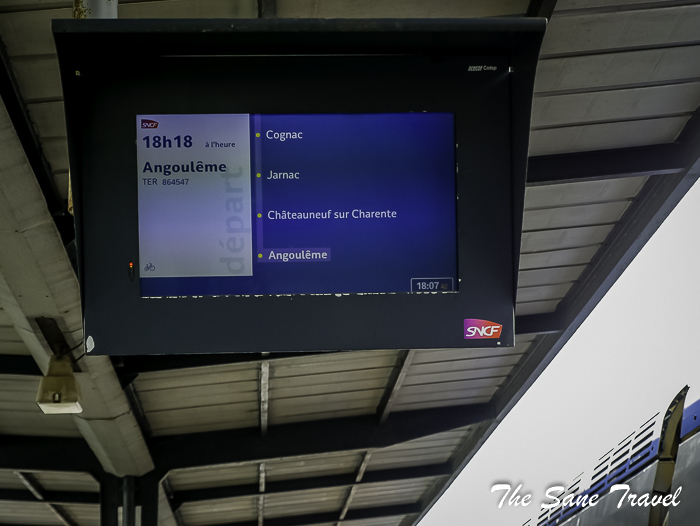 SNCF
18h18 à l'heure
Angoulême
TER 864547
départ
Cognac
Jarnac
Châteauneuf sur Charente
Angoulême
18:07
SNCF
The Sane Travel